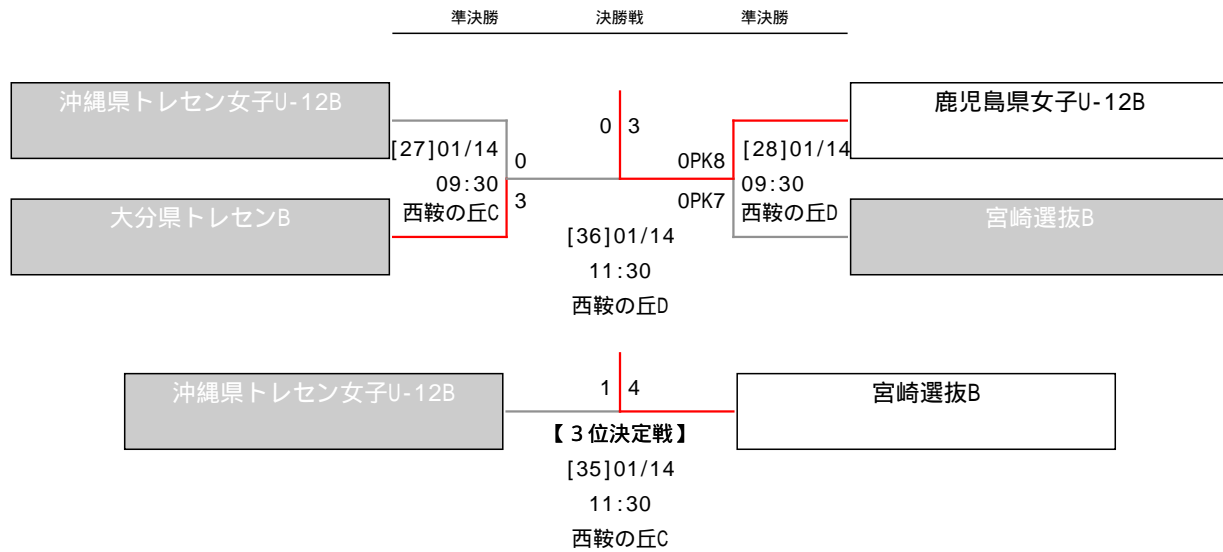 準決勝 決勝戦 準決勝
沖縄県トレセン女子U-12B
鹿児島県女子U-12B
0 3
[27]01/14
0
0PK8
[28]01/14
09:30
09:30
3
0PK7
西鞍の丘C
西鞍の丘D
大分県トレセンB
宮崎選抜B
[36]01/14
11:30
西鞍の丘D
沖縄県トレセン女子U-12B
1 4
宮崎選抜B
【３位決定戦】
[35]01/14
11:30
西鞍の丘C